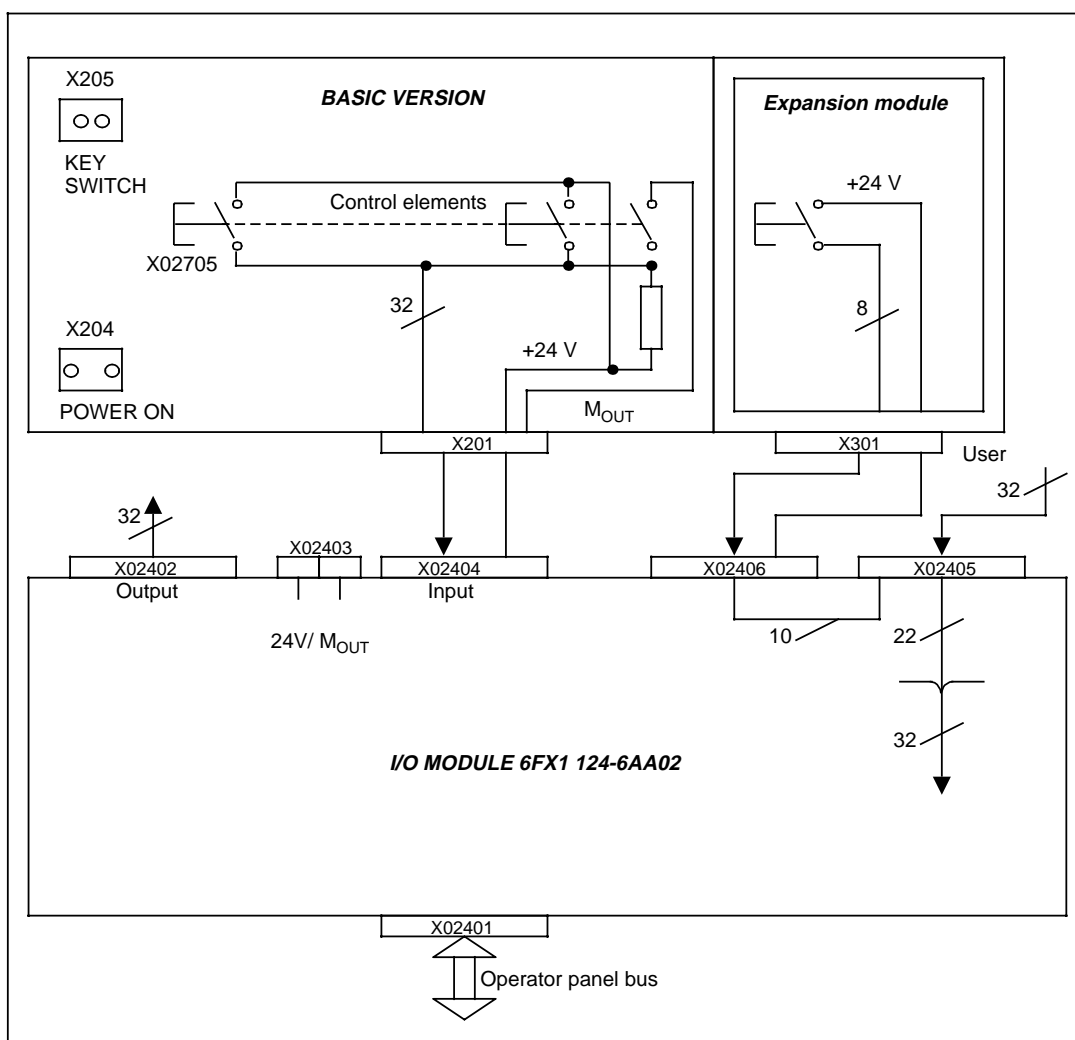 X205
BASIC VERSION
Expansion module
KEY
SWITCH
Control elements
+24 V
X02705
32
8
X204
+24 V
POWER ON
M_OUT
X201
X301
User
32
32
X02402
X02403
X02404
X02406
X02405
Output
Input
24V/ M_OUT
10
22
32
I/O MODULE 6FX1 124-6AA02
X02401
Operator panel bus